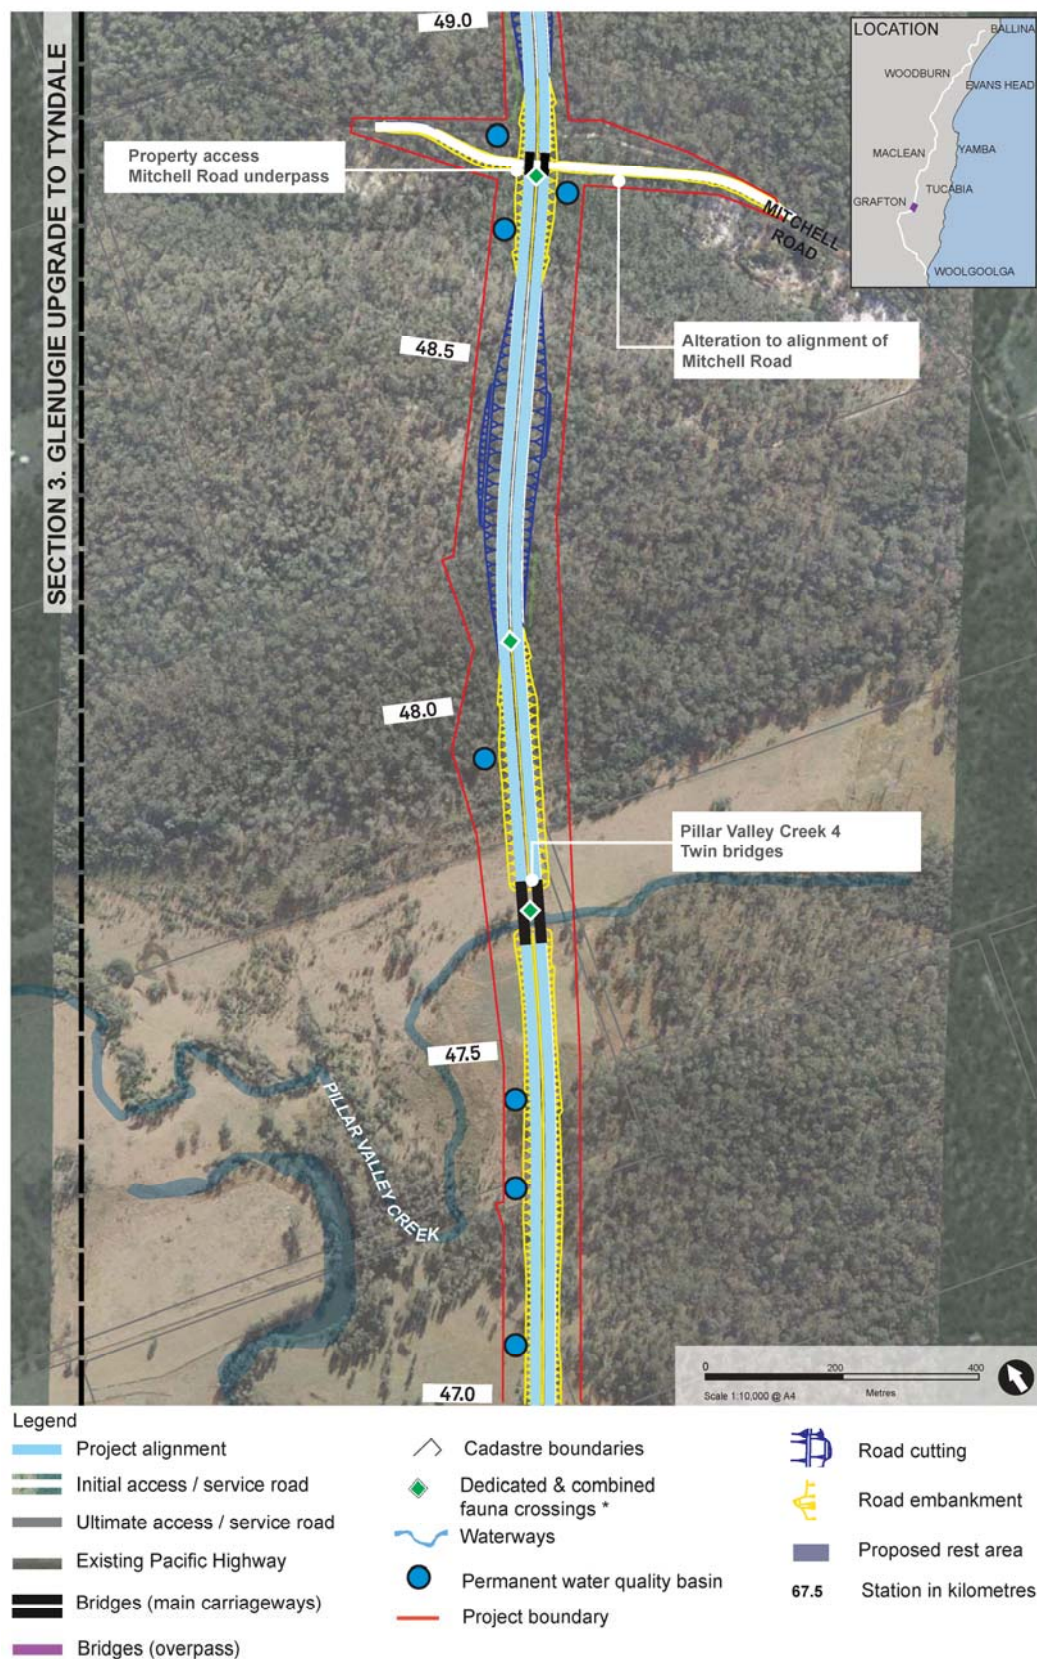 SECTION 3. GLENUGIE UPGRADE TO TYNDALE
49.0
LOCATION
BALLINA
WOODBURN
EVANS HEAD
MACLEAN
YAMBA
TUCABIA
GRAFTON
WOOLGOOLGA
Property access
Mitchell Road underpass
MITCHELL
ROAD
Alteration to alignment of
Mitchell Road
48.5
48.0
Pillar Valley Creek 4
Twin bridges
47.5
PILLAR VALLEY CREEK
47.0
0 200 400
Scale 1:10,000 @ A4 Metres
Legend
Project alignment
Initial access / service road
Ultimate access / service road
Existing Pacific Highway
Bridges (main carriageways)
Bridges (overpass)
Cadastre boundaries
Dedicated & combined
fauna crossings *
Waterways
Permanent water quality basin
Project boundary
Road cutting
Road embankment
Proposed rest area
67.5 Station in kilometres